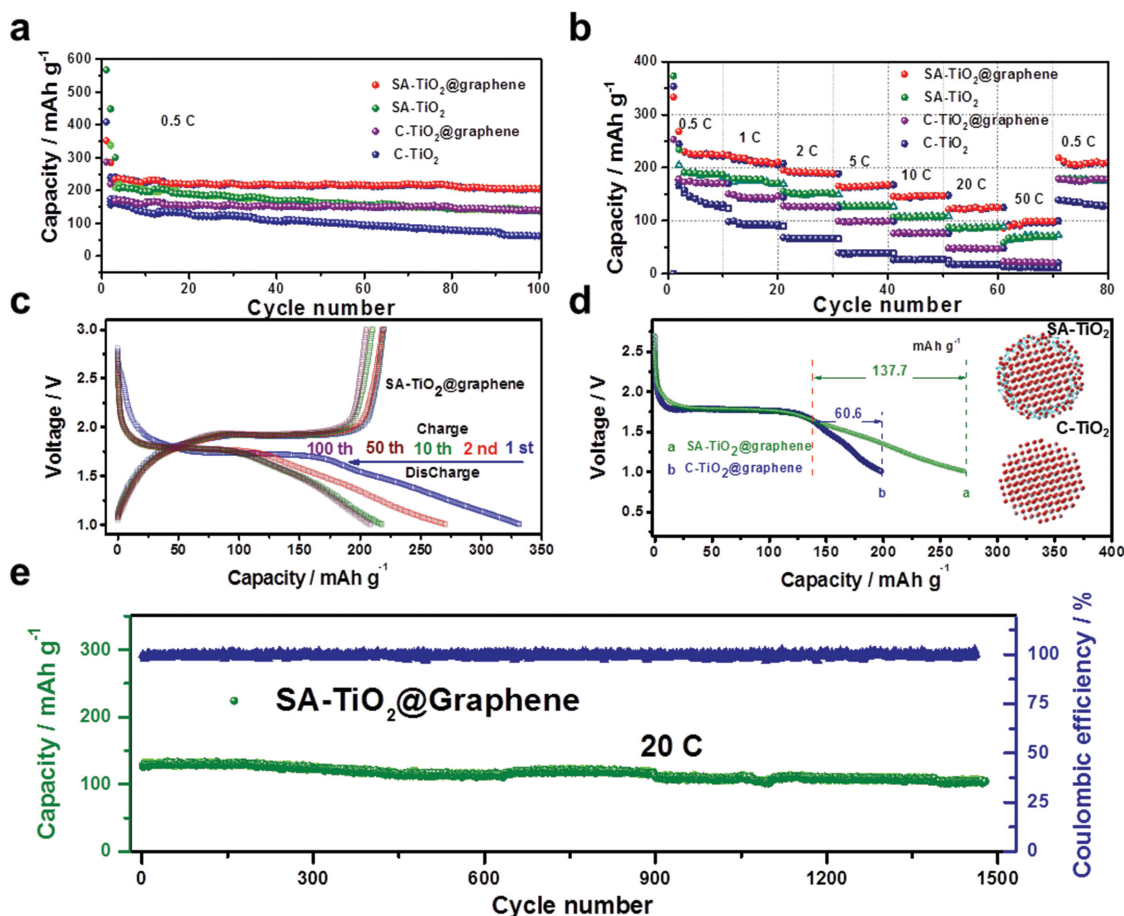 a
600
500
400
300
200
100
0
Capacity / mAh g⁻¹
0.5 C
SA-TiO₂@graphene
SA-TiO₂
C-TiO₂@graphene
C-TiO₂
0 20 40 60 80 100
Cycle number
b
400
300
200
100
0
Capacity / mAh g⁻¹
SA-TiO₂@graphene
SA-TiO₂
C-TiO₂@graphene
C-TiO₂
0.5 C
1 C
2 C
5 C
10 C
20 C
50 C
0.5 C
0 20 40 60 80
Cycle number
c
3.0
2.5
2.0
1.5
1.0
Voltage / V
SA-TiO₂@graphene
Charge
100 th 50 th 10 th 2 nd 1 st
DisCharge
0 50 100 150 200 250 300 350
Capacity / mAh g⁻¹
d
2.5
2.0
1.5
1.0
0.5
Voltage / V
mAh g⁻¹
137.7
60.6
a SA-TiO₂@graphene
b C-TiO₂@graphene
b
a
SA-TiO₂
C-TiO₂
0 50 100 150 200 250 300 350 400
Capacity / mAh g⁻¹
e
300
200
100
0
Capacity / mAh g⁻¹
SA-TiO₂@Graphene
20 C
100
75
50
25
0
Coulombic efficiency / %
0 300 600 900 1200 1500
Cycle number